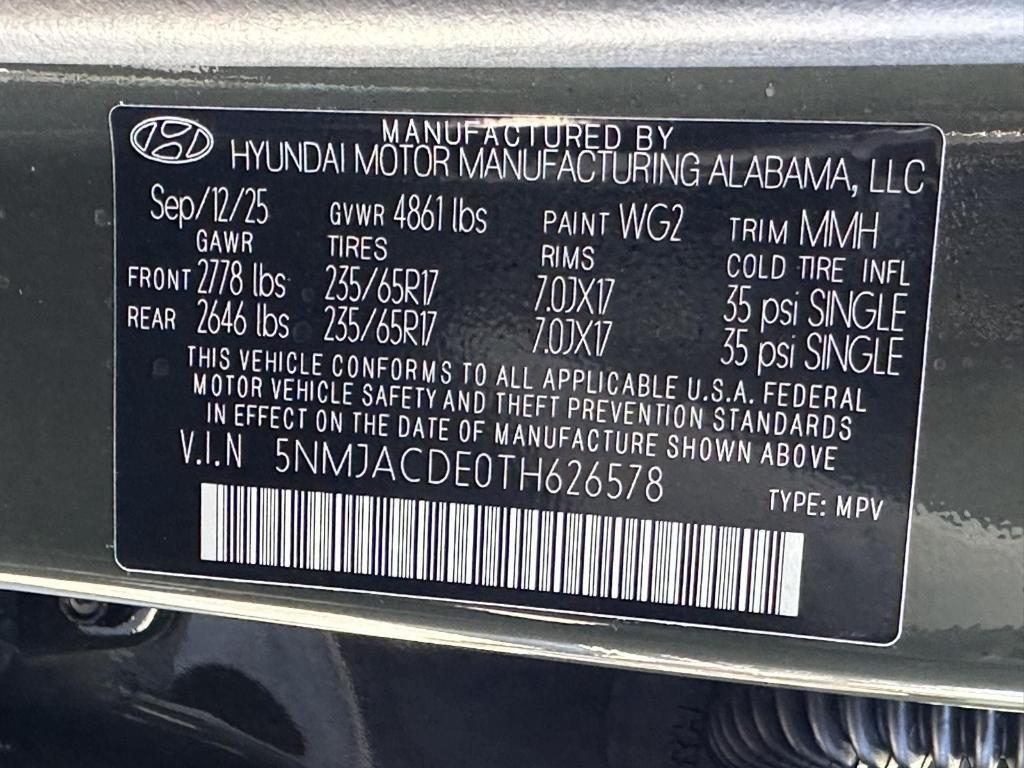 MANUFACTURED BY
HYUNDAI MOTOR MANUFACTURING ALABAMA, LLC
Sep/12/25 GVWR 4861 lbs PAINT WG2 TRIM MMH
GAWR TIRES RIMS COLD TIRE INFL
FRONT 2778 lbs 235/65R17 7.0JX17 35 psi SINGLE
REAR 2646 lbs 235/65R17 7.0JX17 35 psi SINGLE
THIS VEHICLE CONFORMS TO ALL APPLICABLE U.S.A. FEDERAL
MOTOR VEHICLE SAFETY AND THEFT PREVENTION STANDARDS
IN EFFECT ON THE DATE OF MANUFACTURE SHOWN ABOVE
V.I.N 5NMJACDE0TH626578
TYPE: MPV